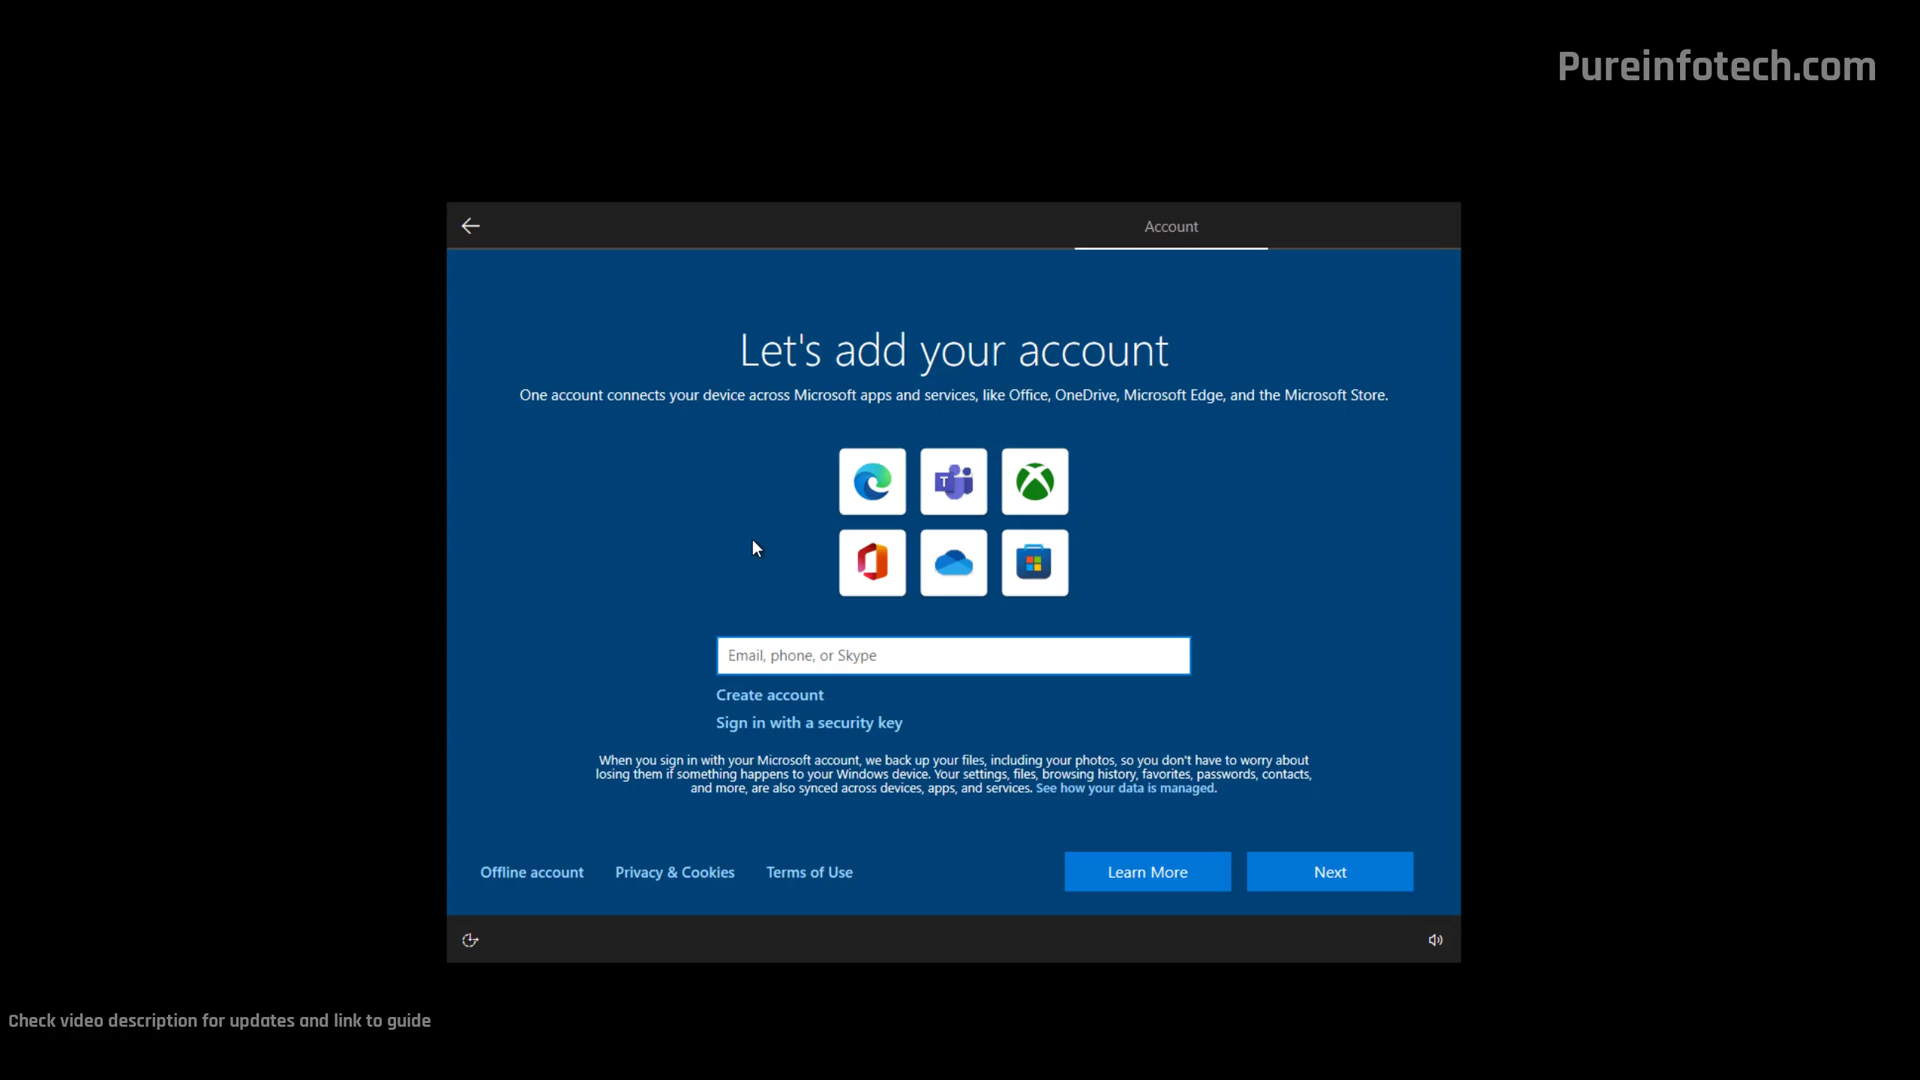 Pureinfotech.com
Account
Let's add your account
One account connects your device across Microsoft apps and services, like Office, OneDrive, Microsoft Edge, and the Microsoft Store.
T
Email, phone, or Skype
Create account
Sign in with a security key
When you sign in with your Microsoft account, we back up your files, including your photos, so you don't have to worry about
losing them if something happens to your Windows device. Your settings, files, browsing history, favorites, passwords, contacts,
and more, are also synced across devices, apps, and services. See how your data is managed.
Offline account Privacy & Cookies Terms of Use Learn More Next
Check video description for updates and link to guide